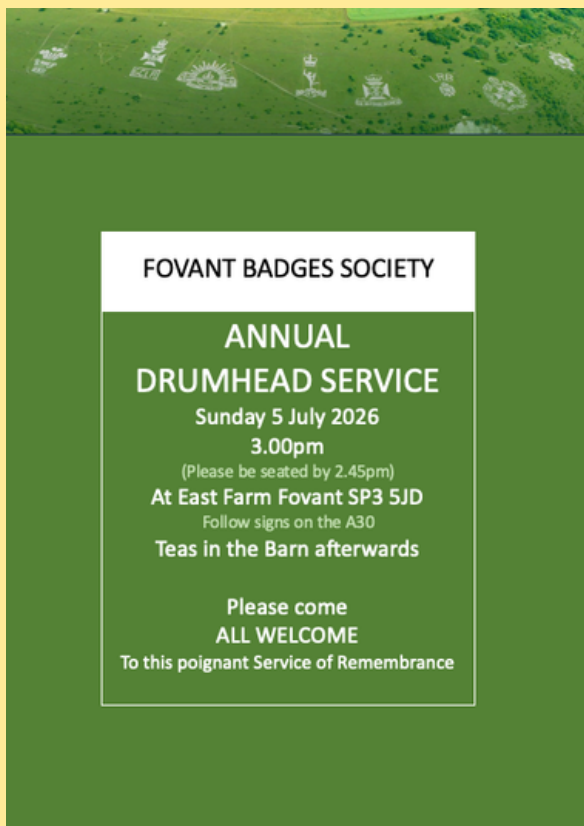 FOVANT BADGES SOCIETY
ANNUAL
DRUMHEAD SERVICE
Sunday 5 July 2026
3.00pm
(Please be seated by 2.45pm)
At East Farm Fovant SP3 5JD
Follow signs on the A30
Teas in the Barn afterwards
Please come
ALL WELCOME
To this poignant Service of Remembrance